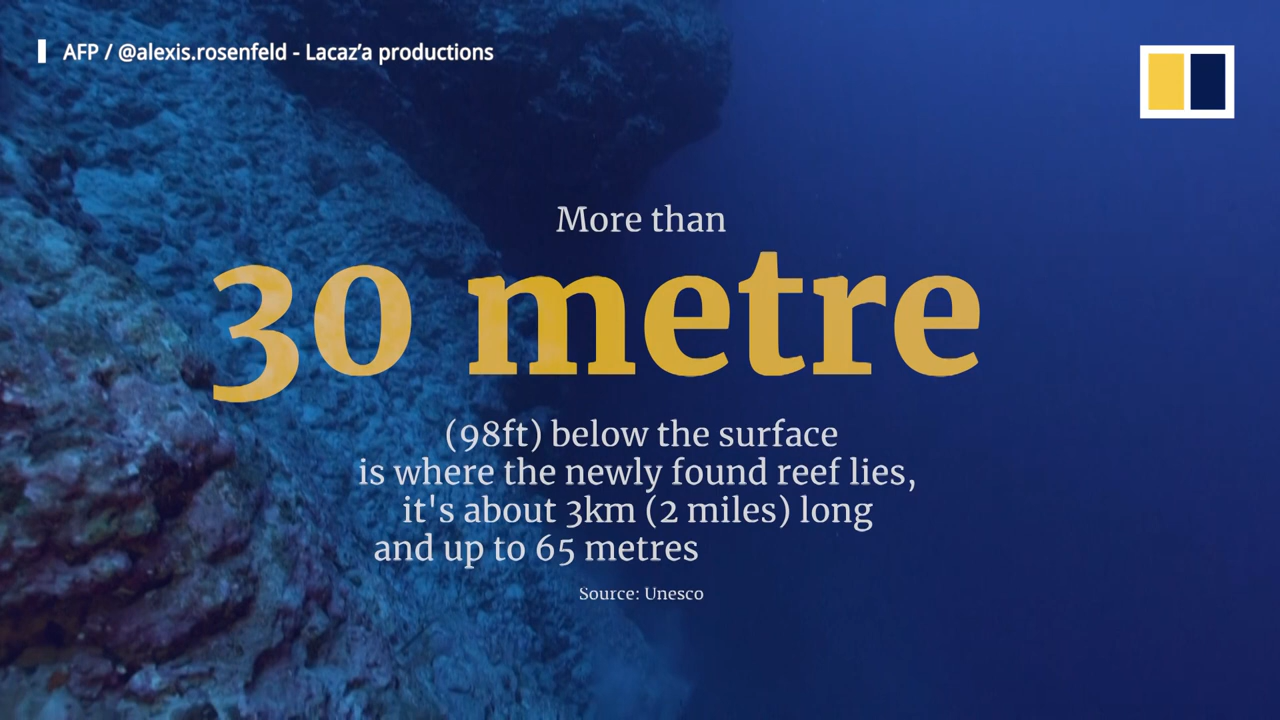 AFP / @alexis.rosenfeld - Lacaz'a productions
More than
30 metre
(98ft) below the surface
is where the newly found reef lies,
it's about 3km (2 miles) long
and up to 65 metres
Source: Unesco